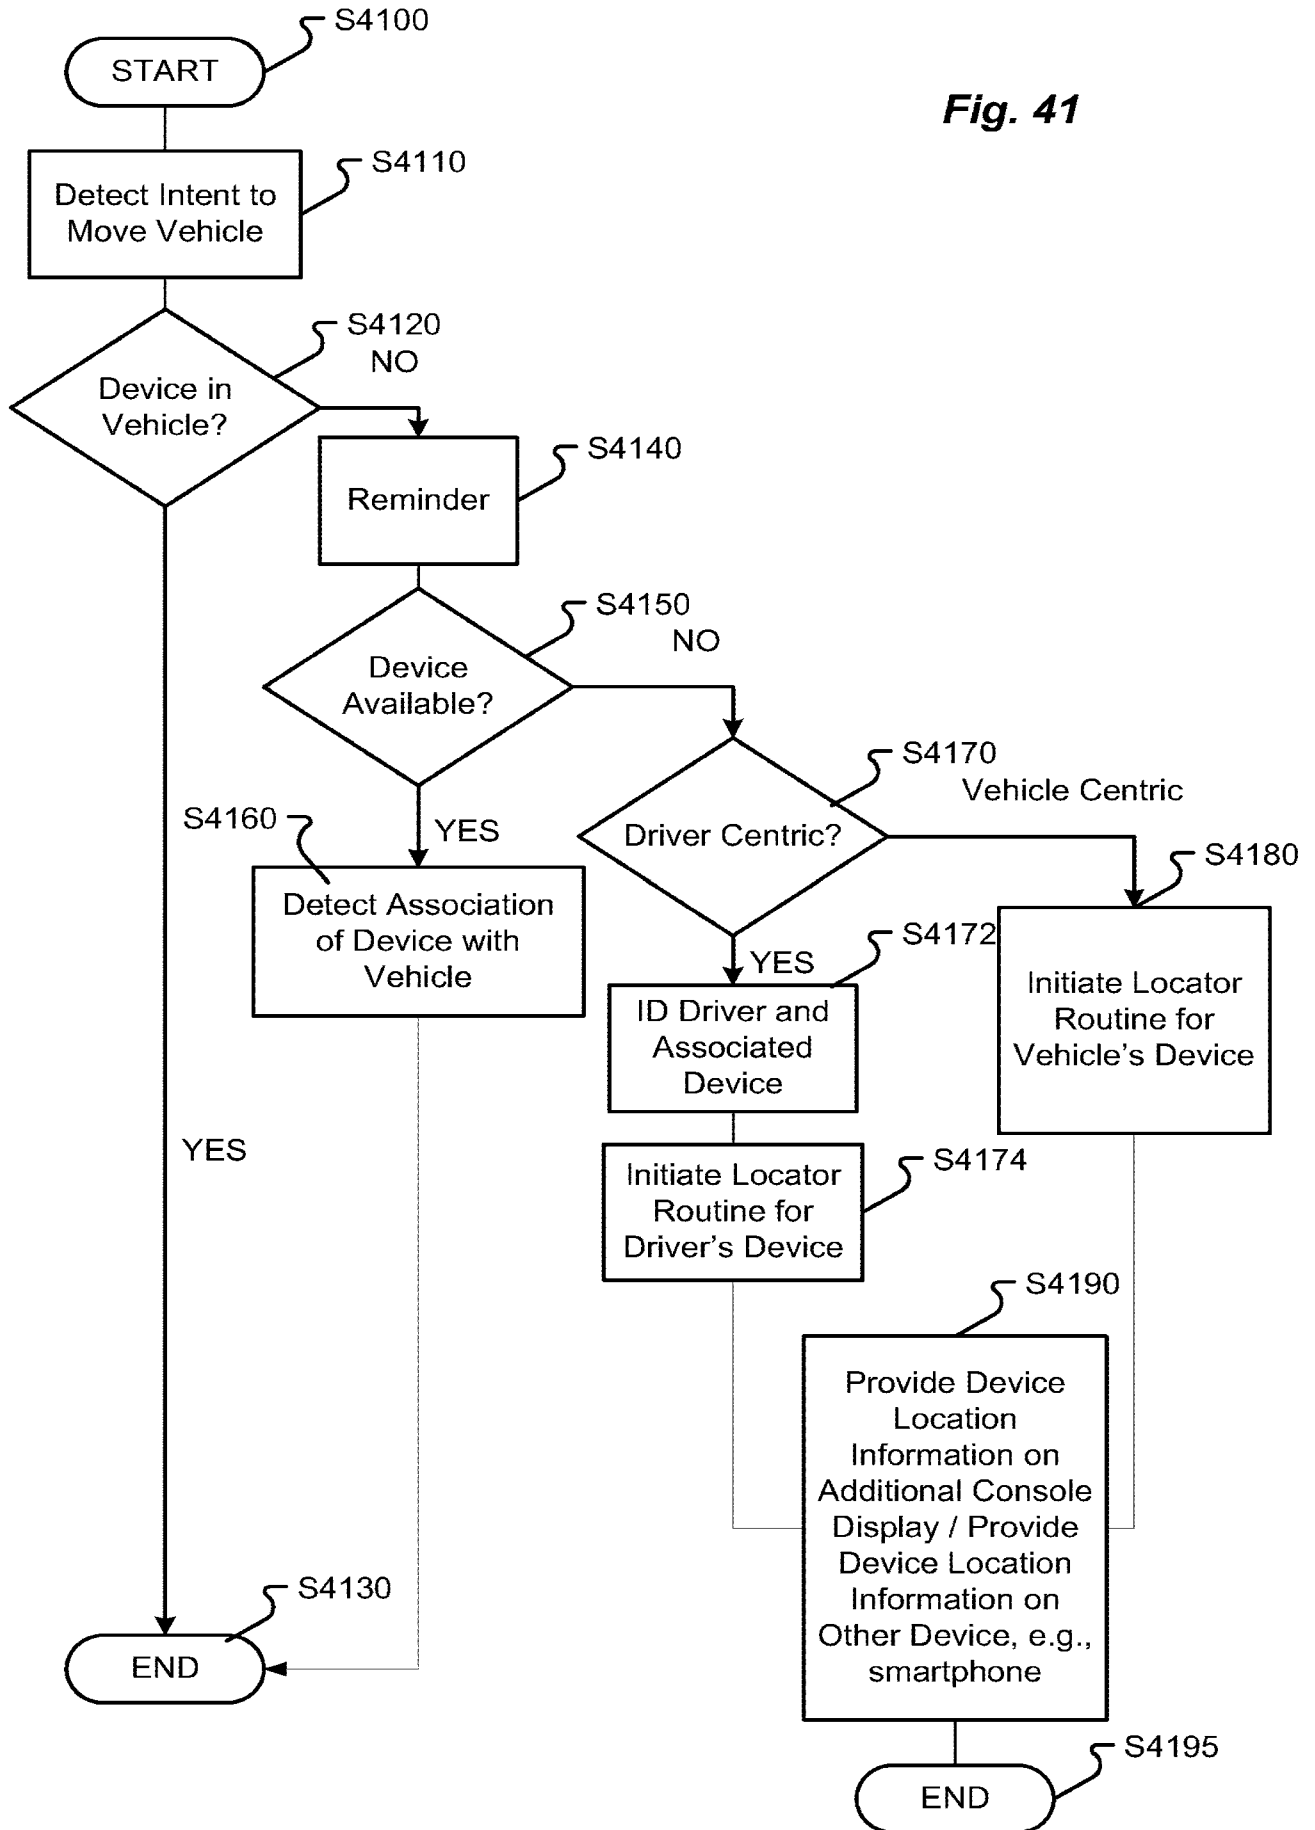 S4100
START
Fig. 41
S4110
Detect Intent to
Move Vehicle
S4120
NO
Device in
Vehicle?
S4140
Reminder
S4150
NO
Device
Available?
S4170
Vehicle Centric
S4160
YES
Driver Centric?
S4180
Detect Association
of Device with
Vehicle
S4172
YES
ID Driver and
Associated
Device
Initiate Locator
Routine for
Vehicle's Device
YES
S4174
Initiate Locator
Routine for
Driver's Device
S4190
Provide Device
Location
Information on
Additional Console
Display / Provide
Device Location
Information on
Other Device, e.g.,
smartphone
S4130
END
S4195
END